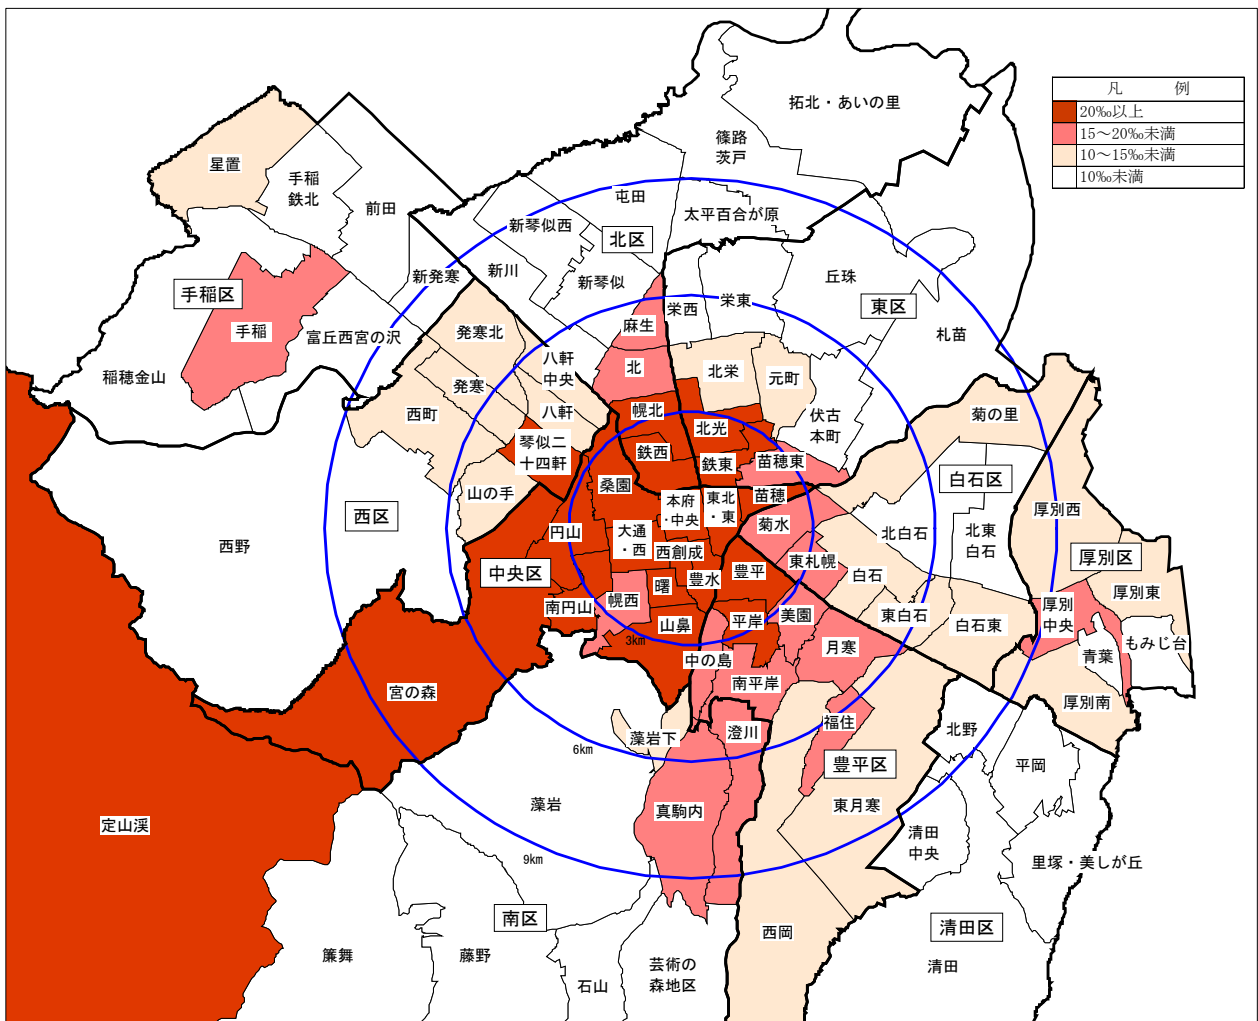 凡　例
20‰以上
15～20‰未満
10～15‰未満
10‰未満
拓北・あいの里
篠路
茨戸
星置
手稲
鉄北
前田
屯田
太平百合が原
新琴似西
北区
新発寒
新川
新琴似
丘珠
手稲区
東区
栄西
栄東
札苗
手稲
麻生
富丘西宮の沢
発寒北
稲穂金山
八軒
中央
北
北栄
元町
発寒
西町
八軒
幌北
北光
伏古
本町
菊の里
琴似二
十四軒
鉄西
鉄東
苗穂東
白石区
山の手
桑園
本府
・中央
東北
・東
苗穂
西区
菊水
厚別西
円山
大通
・西
北白石
北東
白石
西野
西創成
厚別区
中央区
曙
豊水
豊平
東札幌
白石
厚別東
南円山
幌西
山鼻
平岸
美園
東白石
白石東
厚別
中央
もみじ台
3km
中の島
月寒
青葉
宮の森
南平岸
厚別南
藻岩下
澄川
福住
北野
6km
豊平区
平岡
藻岩
真駒内
東月寒
定山渓
清田
中央
9km
里塚・美しが丘
南区
清田区
西岡
簾舞
藤野
芸術の
森地区
清田
石山